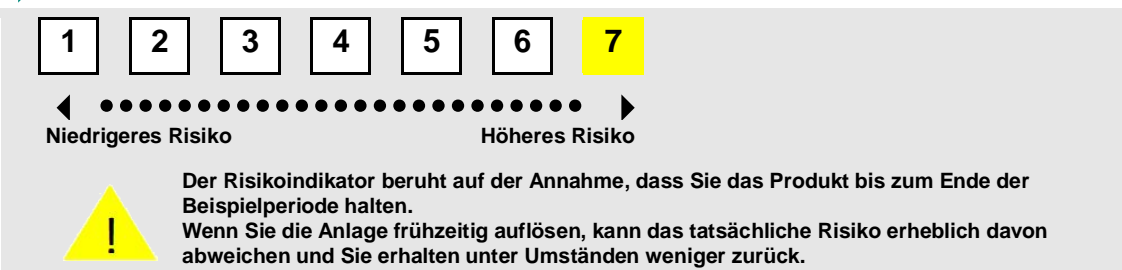 1 2 3 4 5 6 7
Niedrigeres Risiko Höheres Risiko
!
Der Risikoindikator beruht auf der Annahme, dass Sie das Produkt bis zum Ende der
Beispielperiode halten.
Wenn Sie die Anlage frühzeitig auflösen, kann das tatsächliche Risiko erheblich davon
abweichen und Sie erhalten unter Umständen weniger zurück.